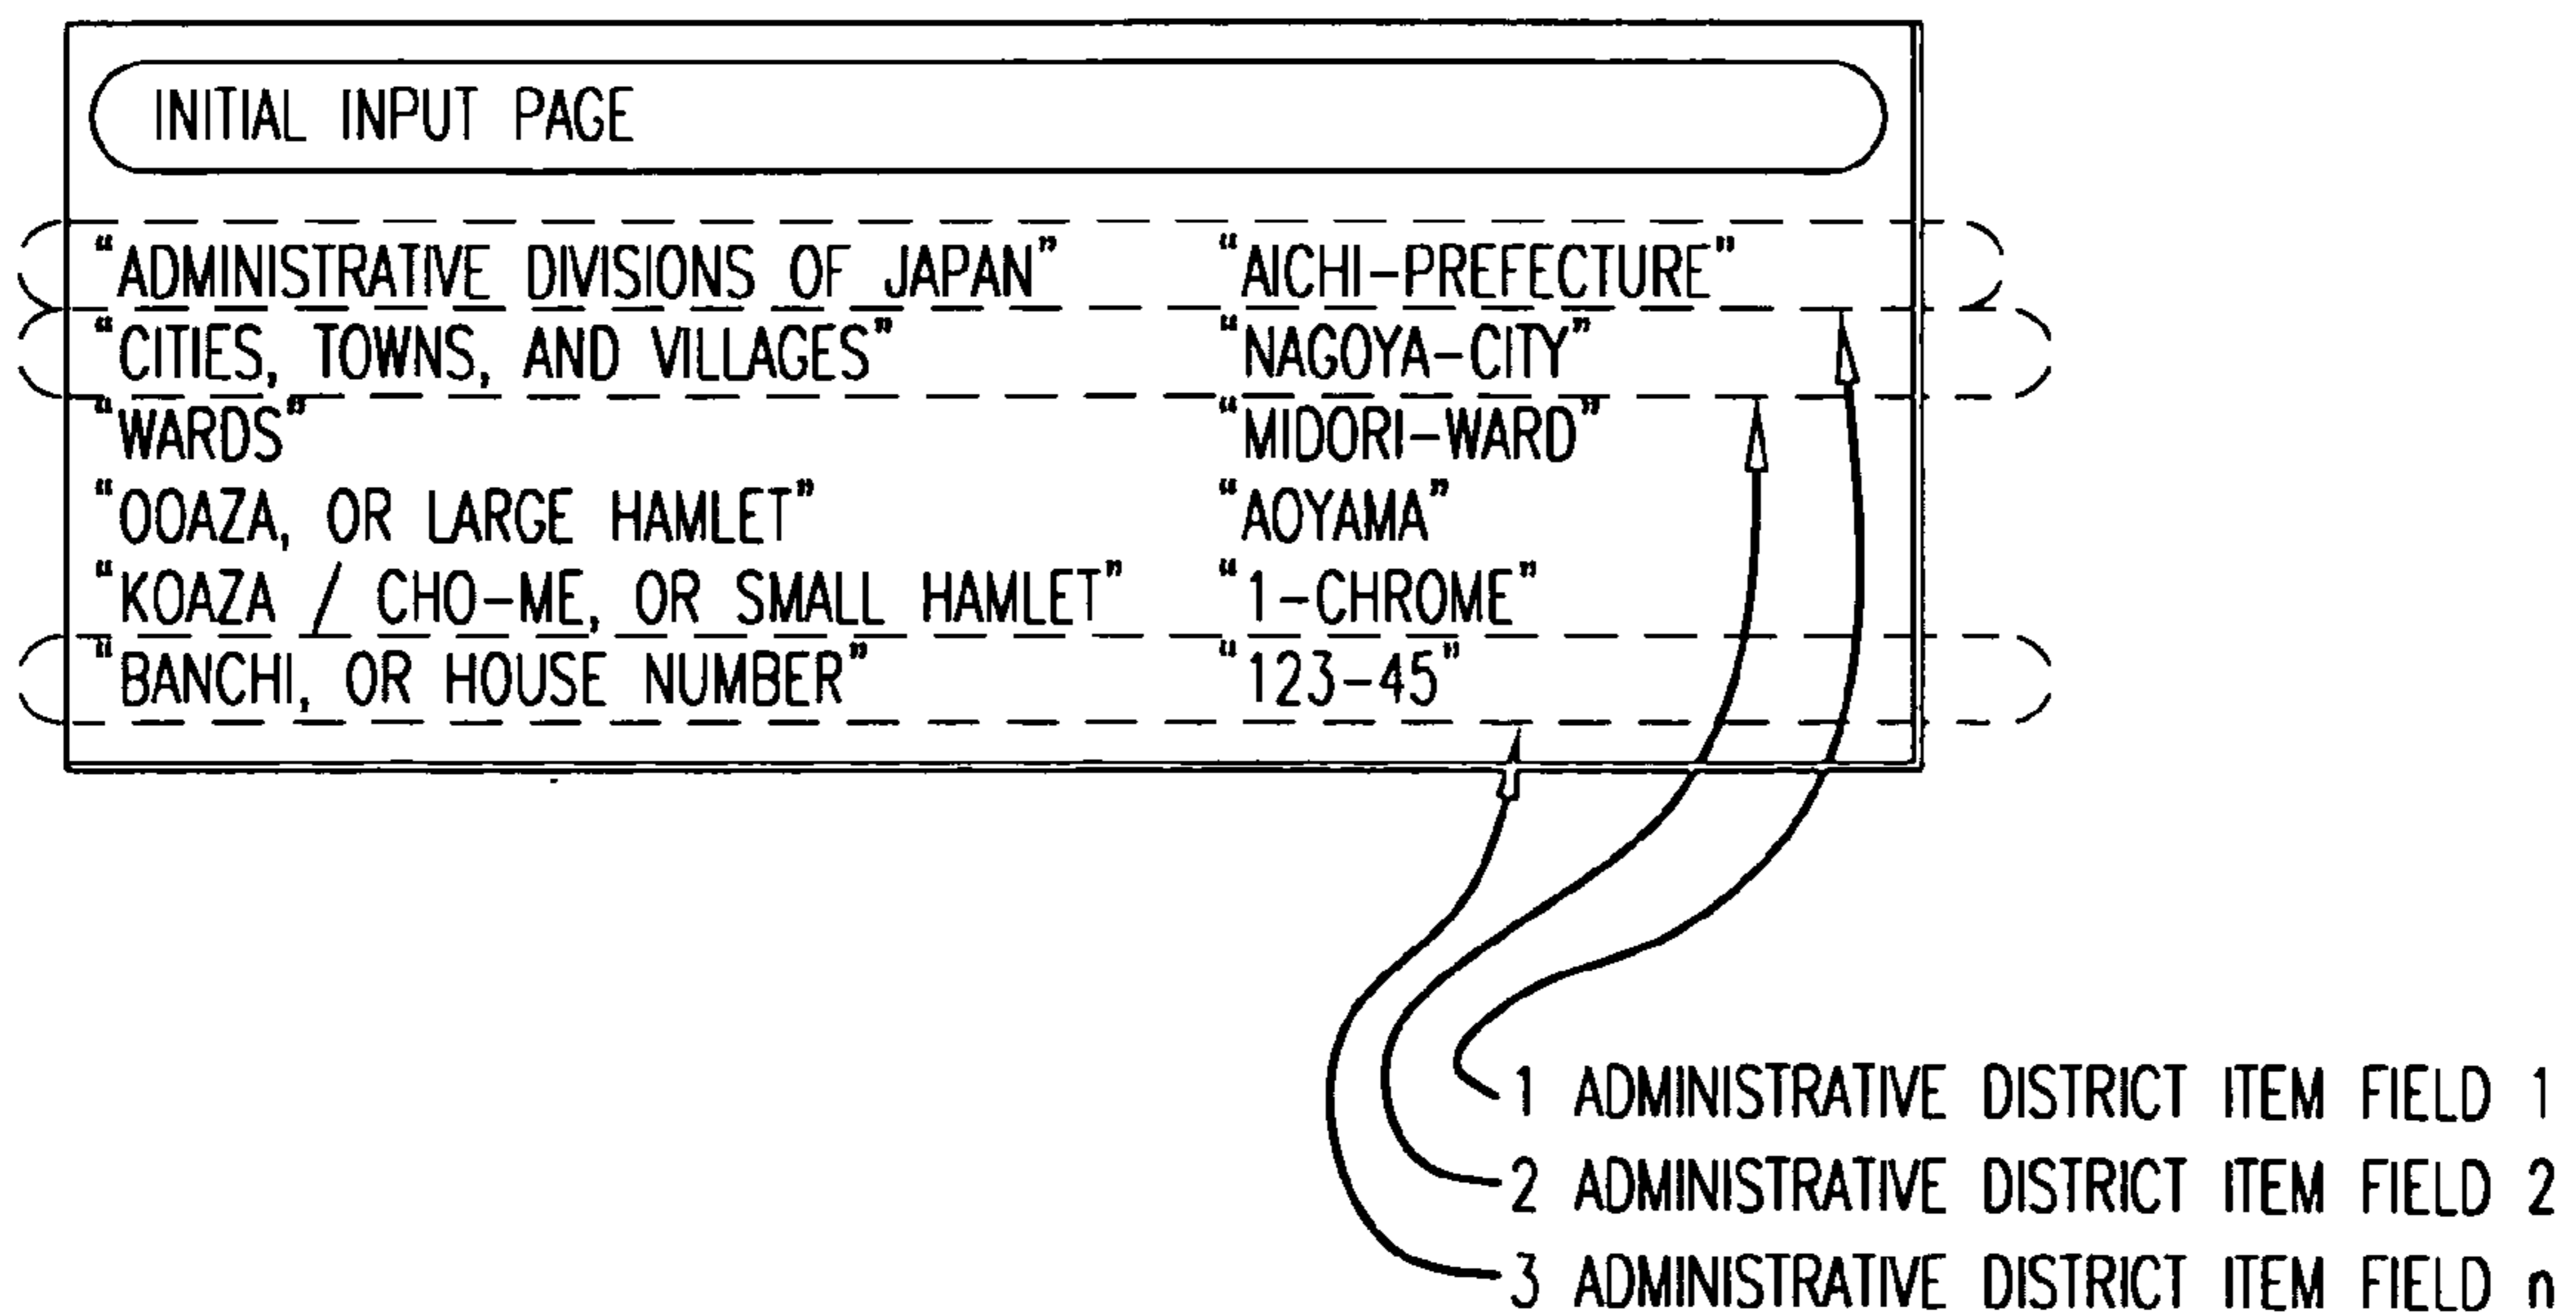 INITIAL INPUT PAGE
“ADMINISTRATIVE DIVISIONS OF JAPAN” “AICHI-PREFECTURE”
“CITIES, TOWNS, AND VILLAGES” “NAGOYA-CITY”
“WARDS” “MIDORI-WARD”
“OOAZA, OR LARGE HAMLET” “AOYAMA”
“KOAZA / CHO-ME, OR SMALL HAMLET” “1-CHROME”
“BANCHI, OR HOUSE NUMBER” “123-45”
1 ADMINISTRATIVE DISTRICT ITEM FIELD 1
2 ADMINISTRATIVE DISTRICT ITEM FIELD 2
3 ADMINISTRATIVE DISTRICT ITEM FIELD n